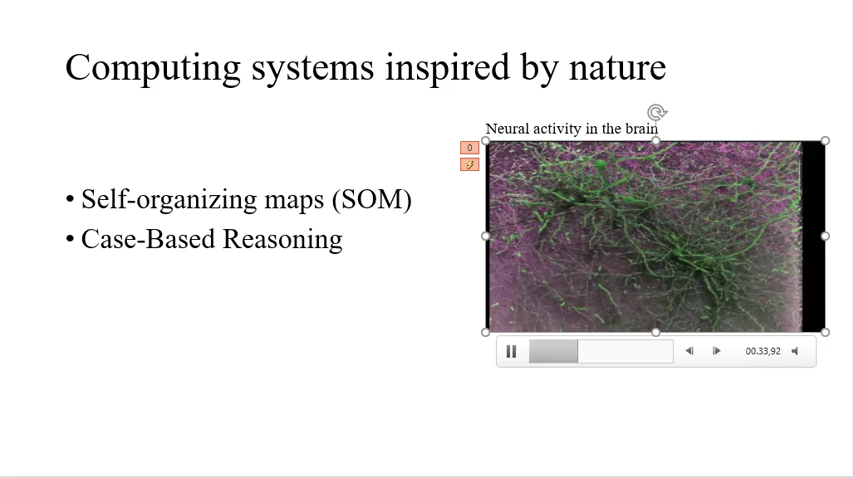 Computing systems inspired by nature
Neural activity in the brain
0
• Self-organizing maps (SOM)
• Case-Based Reasoning
00.33,92